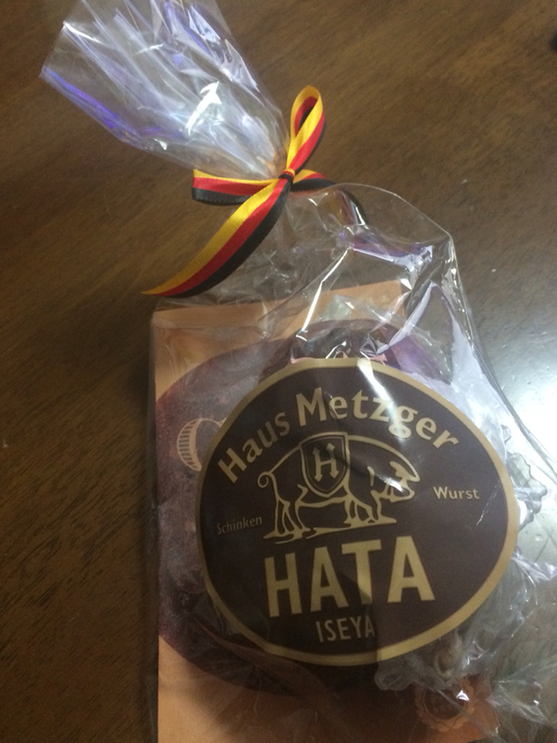 Haus Metzger
H
Schinken
Wurst
HATA
ISEYA